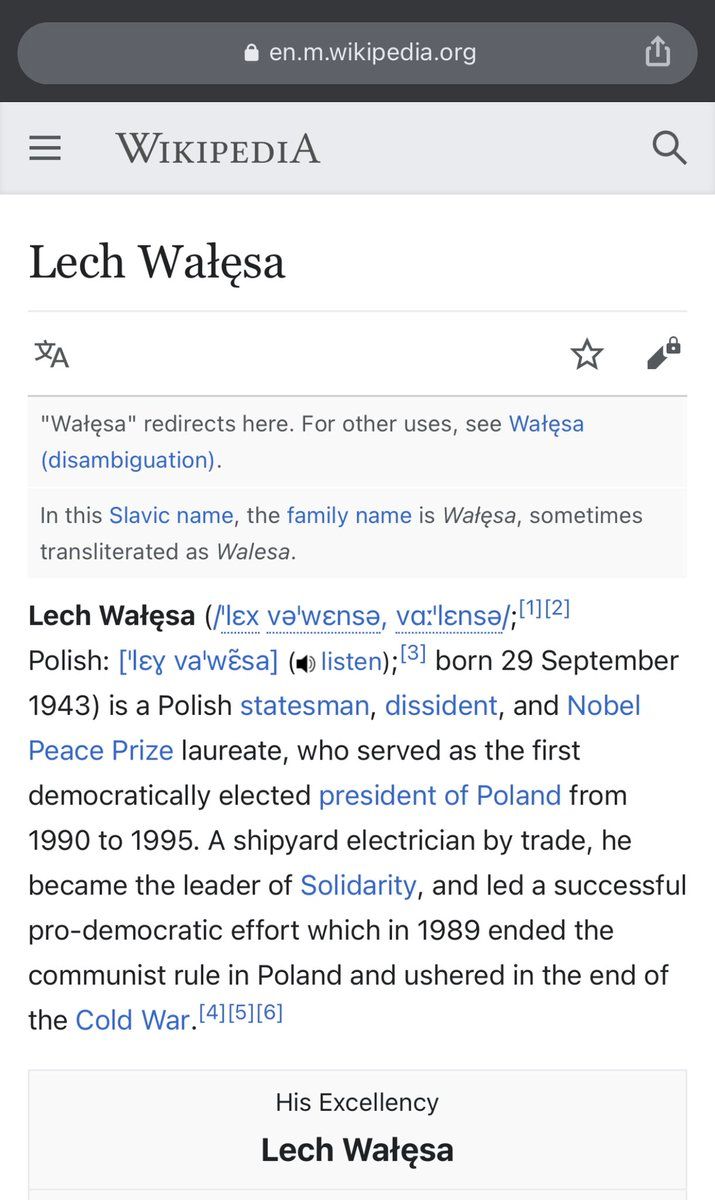 en.m.wikipedia.org
WIKIPEDIA
Lech Wałęsa
"Wałęsa" redirects here. For other uses, see Wałęsa
(disambiguation).
In this Slavic name, the family name is Wałęsa, sometimes
transliterated as Walesa.
Lech Wałęsa (/ˈlɛx vəˈwɛnsə, vɑːˈlɛnsə/;[1][2]
Polish: [ˈlɛɣ vaˈwɛ̃sa] (listen);[3] born 29 September
1943) is a Polish statesman, dissident, and Nobel
Peace Prize laureate, who served as the first
democratically elected president of Poland from
1990 to 1995. A shipyard electrician by trade, he
became the leader of Solidarity, and led a successful
pro-democratic effort which in 1989 ended the
communist rule in Poland and ushered in the end of
the Cold War.[4][5][6]
His Excellency
Lech Wałęsa